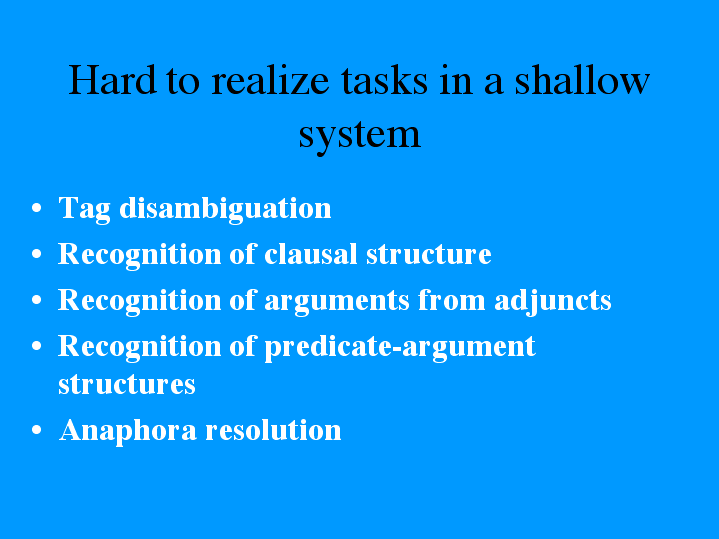 Hard to realize tasks in a shallow
system
• Tag disambiguation
• Recognition of clausal structure
• Recognition of arguments from adjuncts
• Recognition of predicate-argument
structures
• Anaphora resolution